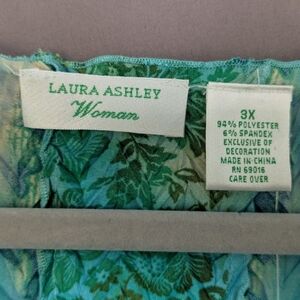 LAURA ASHLEY
Woman
3X
94% POLYESTER
6% SPANDEX
EXCLUSIVE OF
DECORATION
MADE IN CHINA
RN 69016
CARE OVER